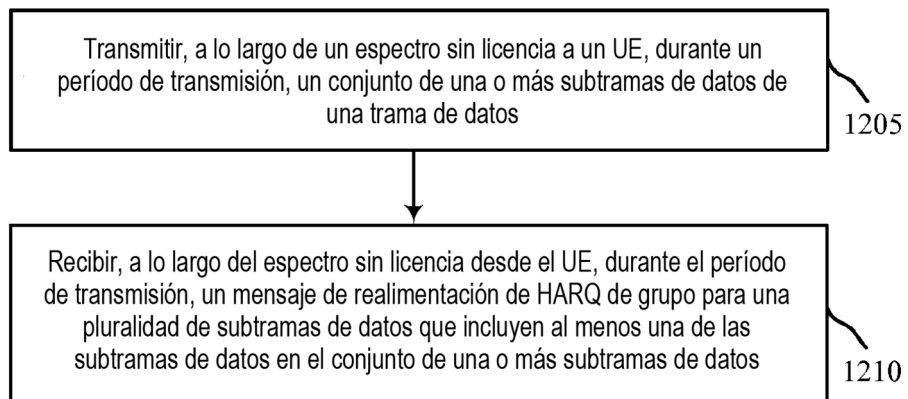 Transmitir, a lo largo de un espectro sin licencia a un UE, durante un
período de transmisión, un conjunto de una o más subtramas de datos de
una trama de datos
1205
Recibir, a lo largo del espectro sin licencia desde el UE, durante el período
de transmisión, un mensaje de realimentación de HARQ de grupo para una
pluralidad de subtramas de datos que incluyen al menos una de las
subtramas de datos en el conjunto de una o más subtramas de datos
1210